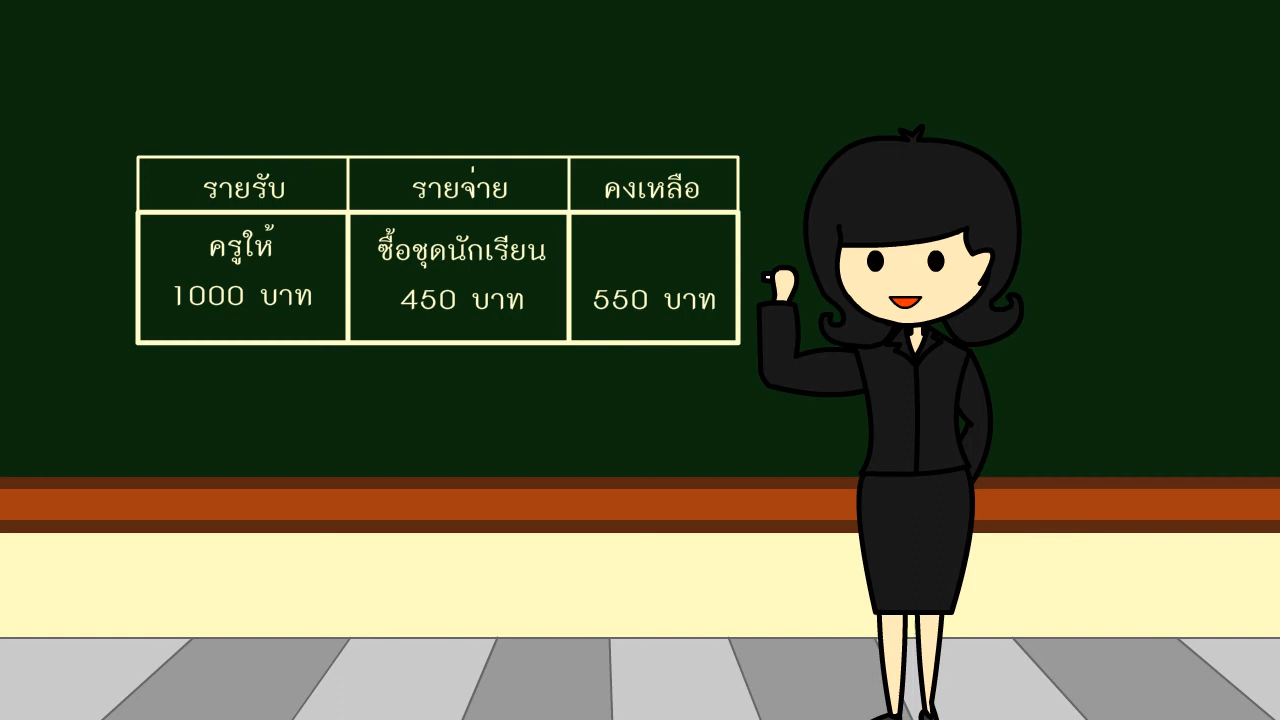 รายรับ รายจ่าย คงเหลือ
ครูให้ ซื้อชุดนักเรียน
1000 บาท 450 บาท 550 บาท